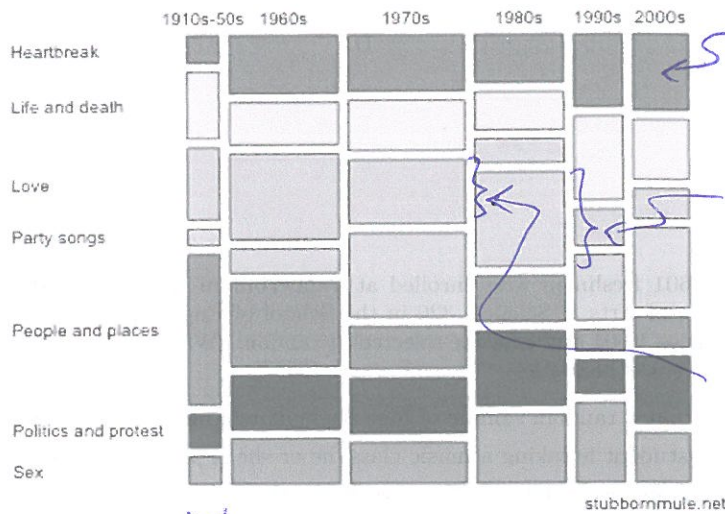 1910s-50s 1960s 1970s 1980s 1990s 2000s
Heartbreak
Life and death
Love
Party songs
People and places
Politics and protest
Sex
stubbornmule.net